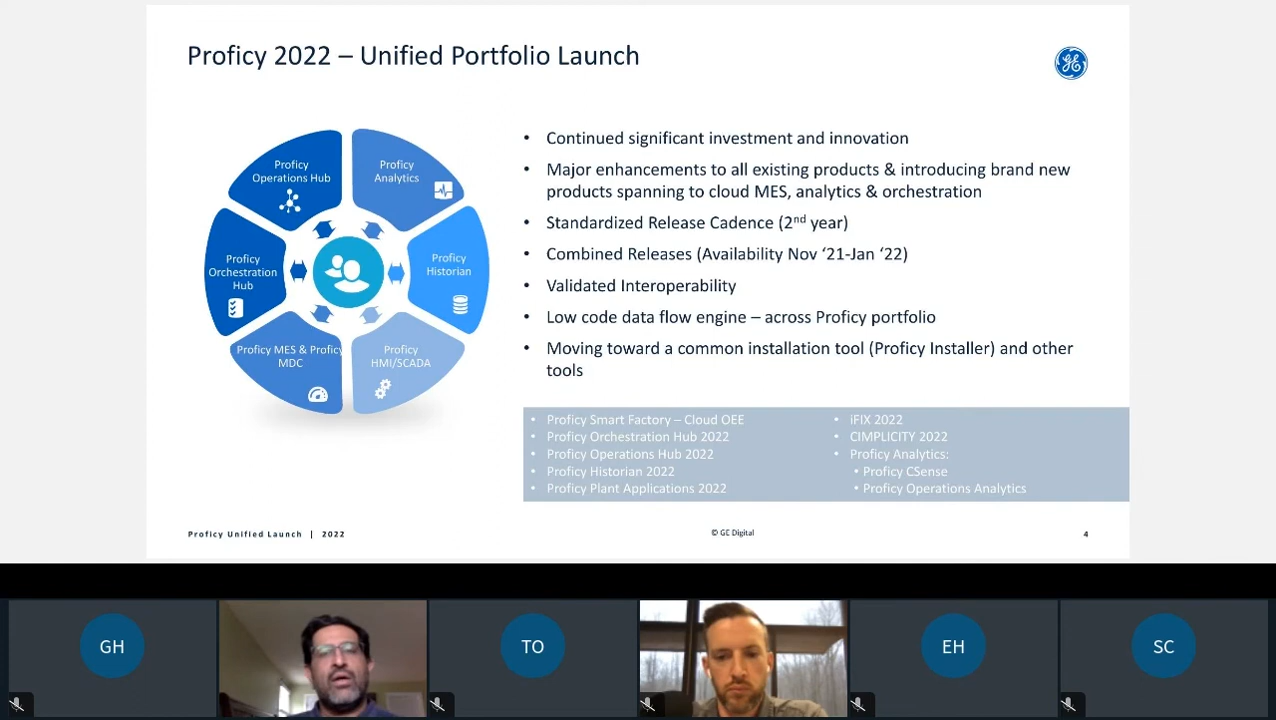 Proficy 2022 – Unified Portfolio Launch
Proficy
Operations Hub
Proficy
Analytics
Proficy
Orchestration
Hub
Proficy
Historian
Proficy MES & Proficy
MDC
Proficy
HMI/SCADA
• Continued significant investment and innovation
• Major enhancements to all existing products & introducing brand new
products spanning to cloud MES, analytics & orchestration
• Standardized Release Cadence (2nd year)
• Combined Releases (Availability Nov ‘21-Jan ‘22)
• Validated Interoperability
• Low code data flow engine – across Proficy portfolio
• Moving toward a common installation tool (Proficy Installer) and other
tools
• Proficy Smart Factory – Cloud OEE
• Proficy Orchestration Hub 2022
• Proficy Operations Hub 2022
• Proficy Historian 2022
• Proficy Plant Applications 2022
• iFIX 2022
• CIMPLICITY 2022
• Proficy Analytics:
• Proficy CSense
• Proficy Operations Analytics
Proficy Unified Launch | 2022
© GE Digital
4
GH
TO
EH
SC